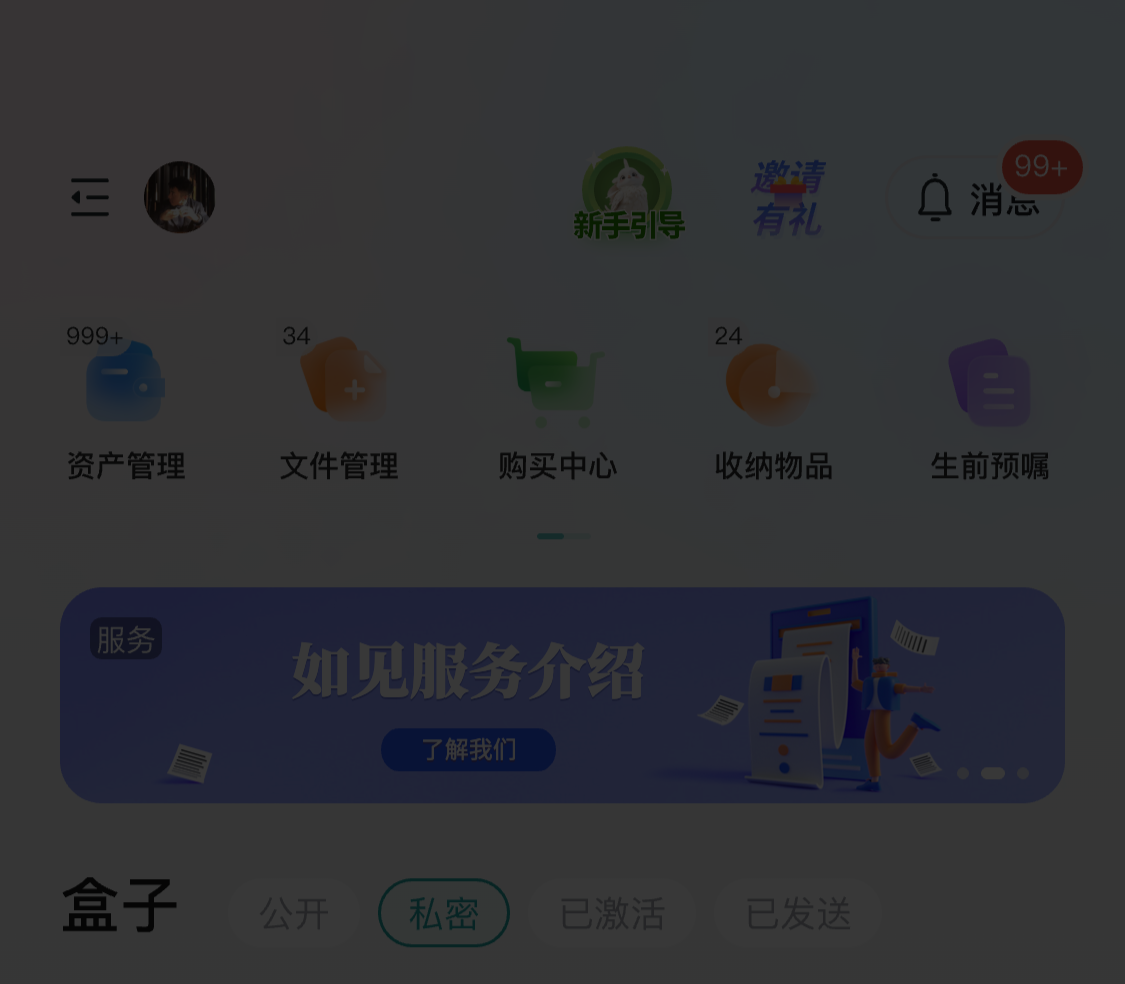 新手引导
邀请
有礼
消息
99+
999+
34
24
资产管理
文件管理
购买中心
收纳物品
生前预嘱
服务
如见服务介绍
了解我们
盒子
公开
私密
已激活
已发送